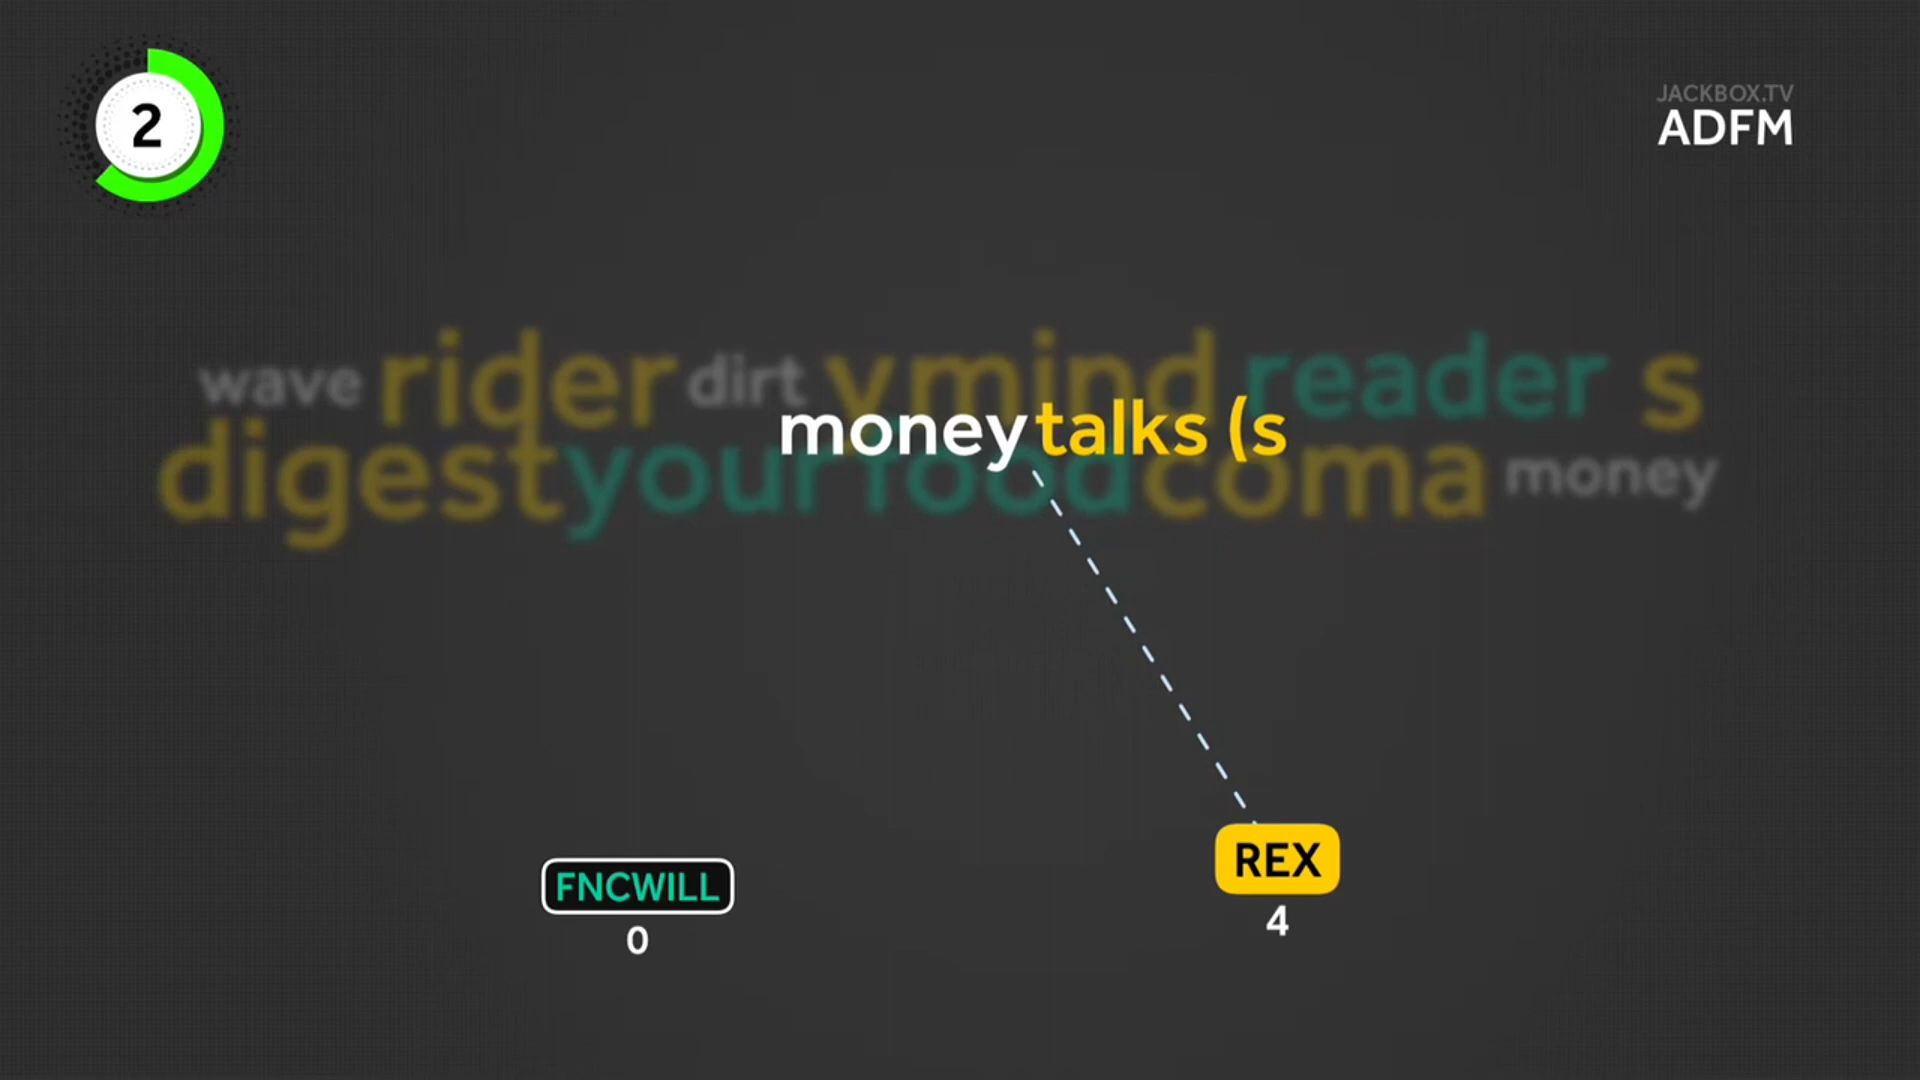 2
JACKBOX.TV
ADFM
wave rider dirt ymind reader s
money talks (s
digest your food coma money
FNCWILL
0
REX
4